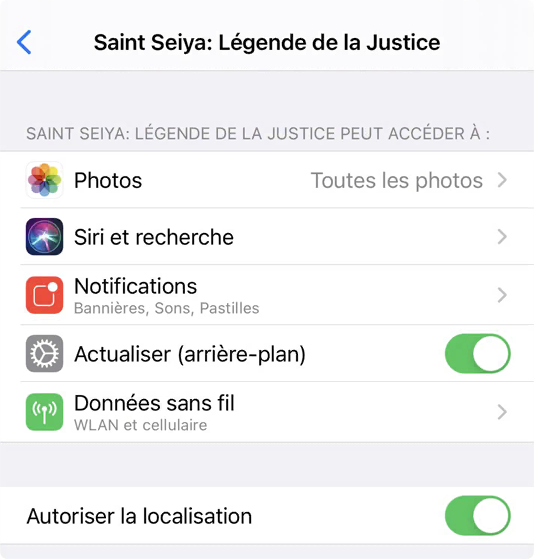 Saint Seiya: Légende de la Justice
SAINT SEIYA: LÉGENDE DE LA JUSTICE PEUT ACCÉDER À :
Photos Toutes les photos
Siri et recherche
Notifications
Bannières, Sons, Pastilles
Actualiser (arrière-plan)
Données sans fil
WLAN et cellulaire
Autoriser la localisation